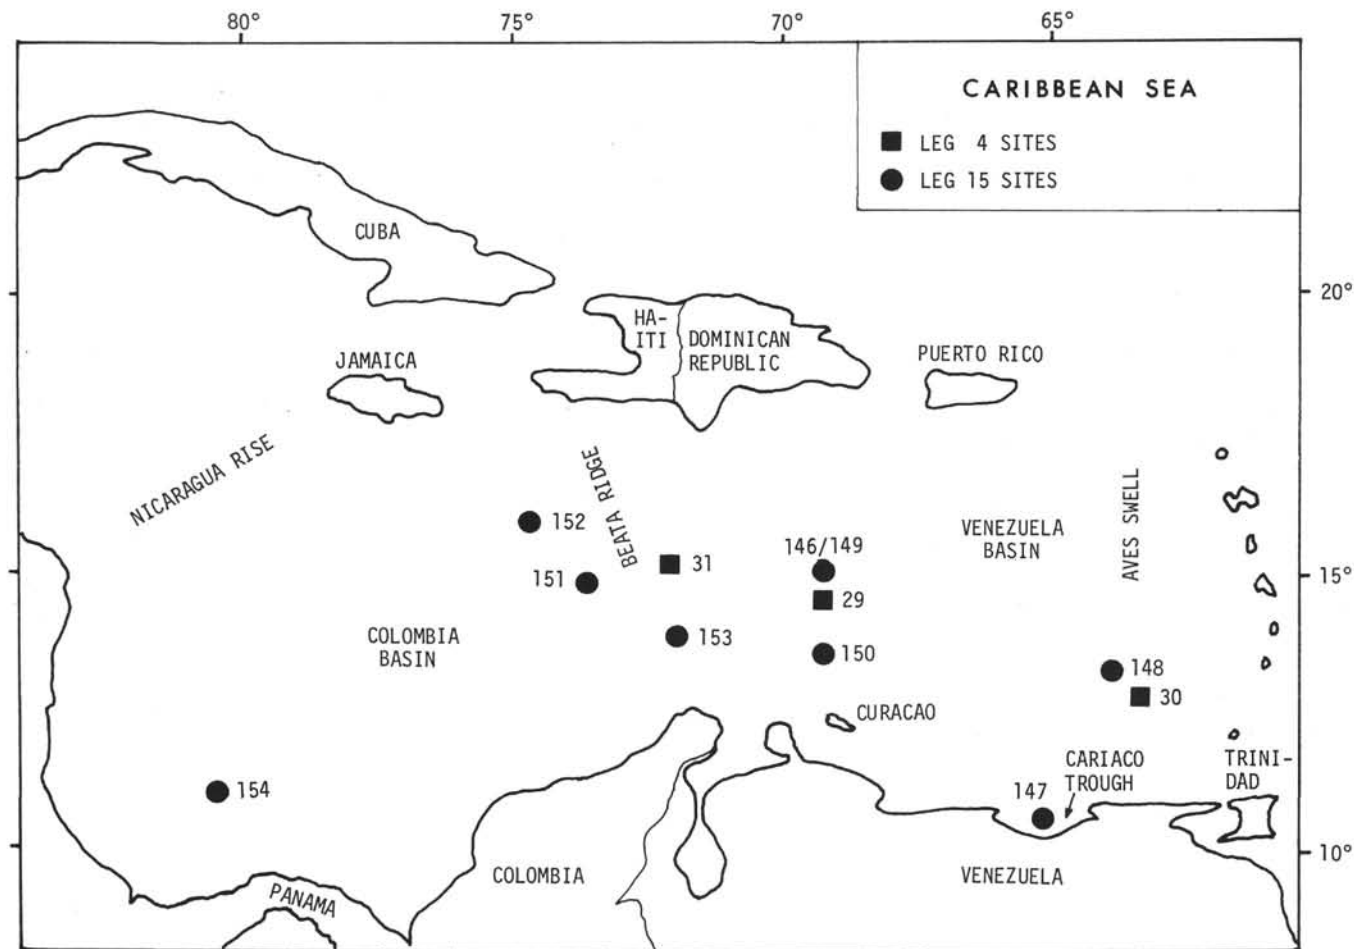 80°
75°
70°
65°
CARIBBEAN SEA
LEG 4 SITES
LEG 15 SITES
CUBA
20°
HA-
ITI
DOMINICAN
REPUBLIC
JAMAICA
PUERTO RICO
NICARAGUA RISE
BEATA RIDGE
AVES SWELL
152
146/149
VENEZUELA
BASIN
31
151
15°
29
COLOMBIA
BASIN
153
150
148
30
CURACAO
CARIACO
TROUGH
TRINI-
DAD
154
147
10°
COLOMBIA
VENEZUELA
PANAMA